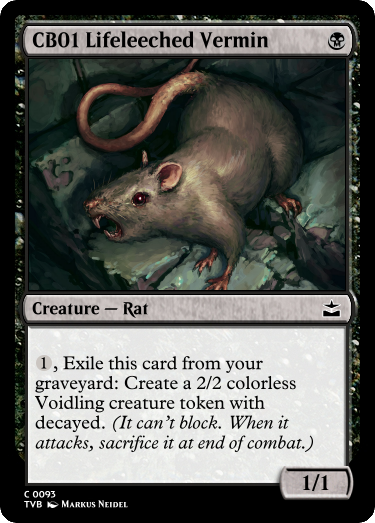 CB01 Lifeleeched Vermin
Creature — Rat
1, Exile this card from your
graveyard: Create a 2/2 colorless
Voidling creature token with
decayed. (It can't block. When it
attacks, sacrifice it at end of combat.)
1/1
C 0093
TVB Markus Neidel